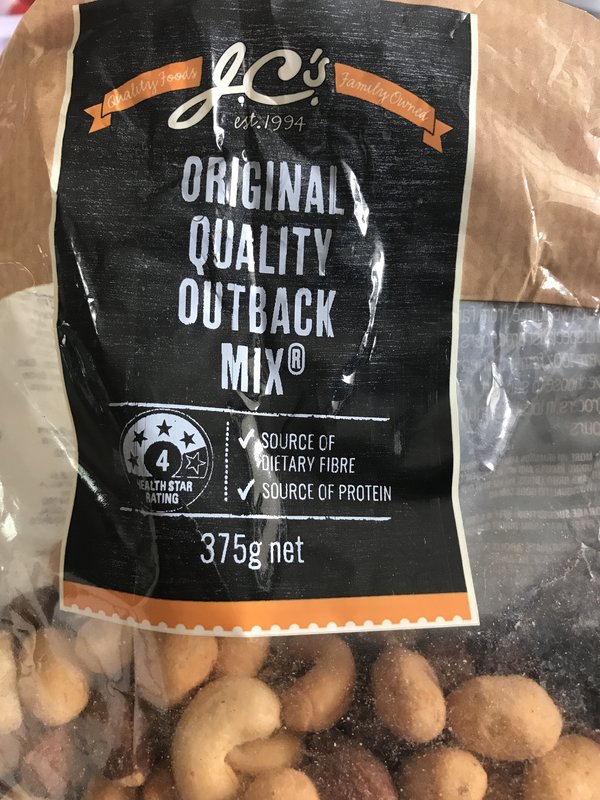 Quality Foods
J.C.'s
Family Owned
est. 1994
ORIGINAL
QUALITY
OUTBACK
MIX®
4
HEALTH STAR
RATING
✓ SOURCE OF
DIETARY FIBRE
✓ SOURCE OF PROTEIN
375g net